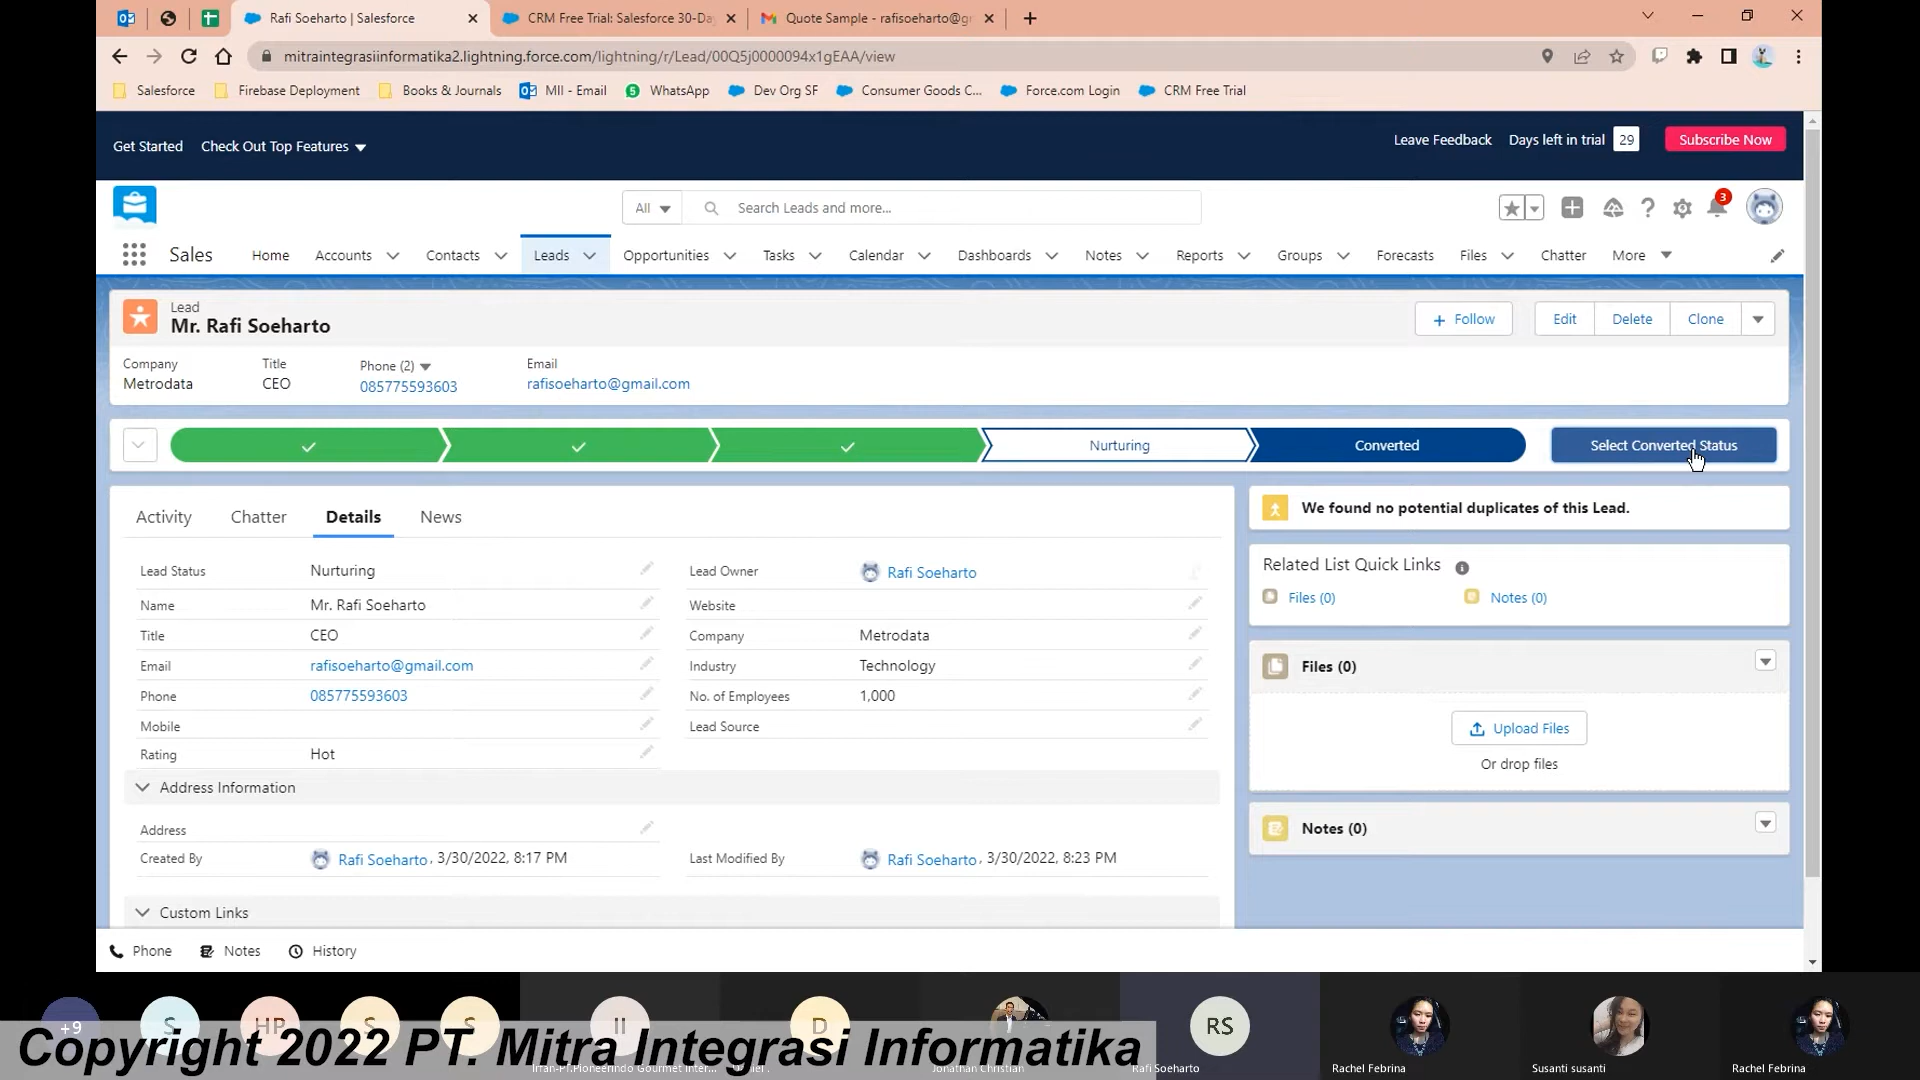 Rafi Soeharto | Salesforce
CRM Free Trial: Salesforce 30-Da
Quote Sample - rafisoeharto@g
mitraintegrasiinformatika2.lightning.force.com/lightning/r/Lead/00Q5j0000094x1gEAA/view
Salesforce Firebase Deployment Books & Journals MII - Email WhatsApp Dev Org SF Consumer Goods C... Force.com Login CRM Free Trial
Get Started Check Out Top Features Leave Feedback Days left in trial 29 Subscribe Now
All Search Leads and more... 3
Sales Home Accounts Contacts Leads Opportunities Tasks Calendar Dashboards Notes Reports Groups Forecasts Files Chatter More
Lead
Mr. Rafi Soeharto
+ Follow Edit Delete Clone
Company Title Phone (2) Email
Metrodata CEO 085775593603 rafisoeharto@gmail.com
Nurturing Converted Select Converted Status
Activity Chatter Details News
We found no potential duplicates of this Lead.
Lead Status Nurturing Lead Owner Rafi Soeharto
Name Mr. Rafi Soeharto Website
Title CEO Company Metrodata
Email rafisoeharto@gmail.com Industry Technology
Phone 085775593603 No. of Employees 1,000
Mobile Lead Source
Rating Hot
Address Information
Address
Created By Rafi Soeharto, 3/30/2022, 8:17 PM Last Modified By Rafi Soeharto, 3/30/2022, 8:23 PM
Custom Links
Related List Quick Links
Files (0) Notes (0)
Files (0)
Upload Files
Or drop files
Notes (0)
Phone Notes History
+9 S HP S S II D RS
Copyright 2022 PT. Mitra Integrasi Informatika
Jonathan Christian Rafi Soeharto Rachel Febrina Susanti susanti Rachel Febrina